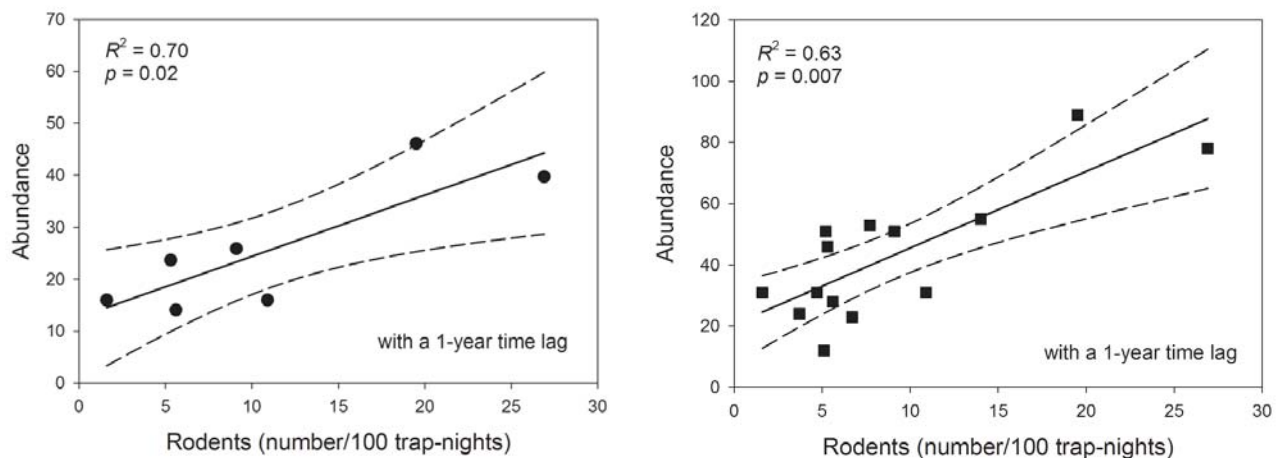 70
60
50
40
30
20
10
0
Abundance
R² = 0.70
p = 0.02
with a 1-year time lag
0 5 10 15 20 25 30
Rodents (number/100 trap-nights)
120
100
80
60
40
20
0
Abundance
R² = 0.63
p = 0.007
with a 1-year time lag
0 5 10 15 20 25 30
Rodents (number/100 trap-nights)